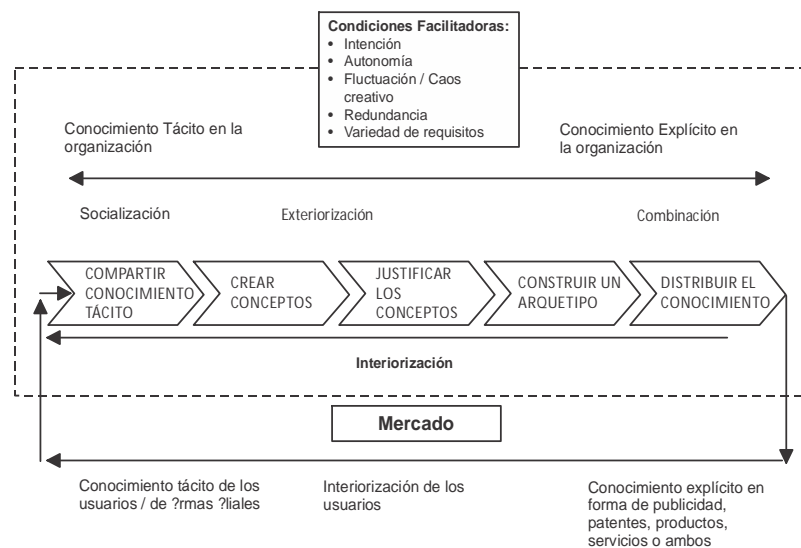 Condiciones Facilitadoras:
• Intención
• Autonomía
• Fluctuación / Caos
creativo
• Redundancia
• Variedad de requisitos
Conocimiento Tácito en la
organización
Conocimiento Explícito en
la organización
Socialización
Exteriorización
Combinación
COMPARTIR
CONOCIMIENTO
TÁCITO
CREAR
CONCEPTOS
JUSTIFICAR
LOS
CONCEPTOS
CONSTRUIR UN
ARQUETIPO
DISTRIBUIR EL
CONOCIMIENTO
Interiorización
Mercado
Conocimiento tácito de los
usuarios / de ?rmas ?liales
Interiorización de los
usuarios
Conocimiento explícito en
forma de publicidad,
patentes, productos,
servicios o ambos